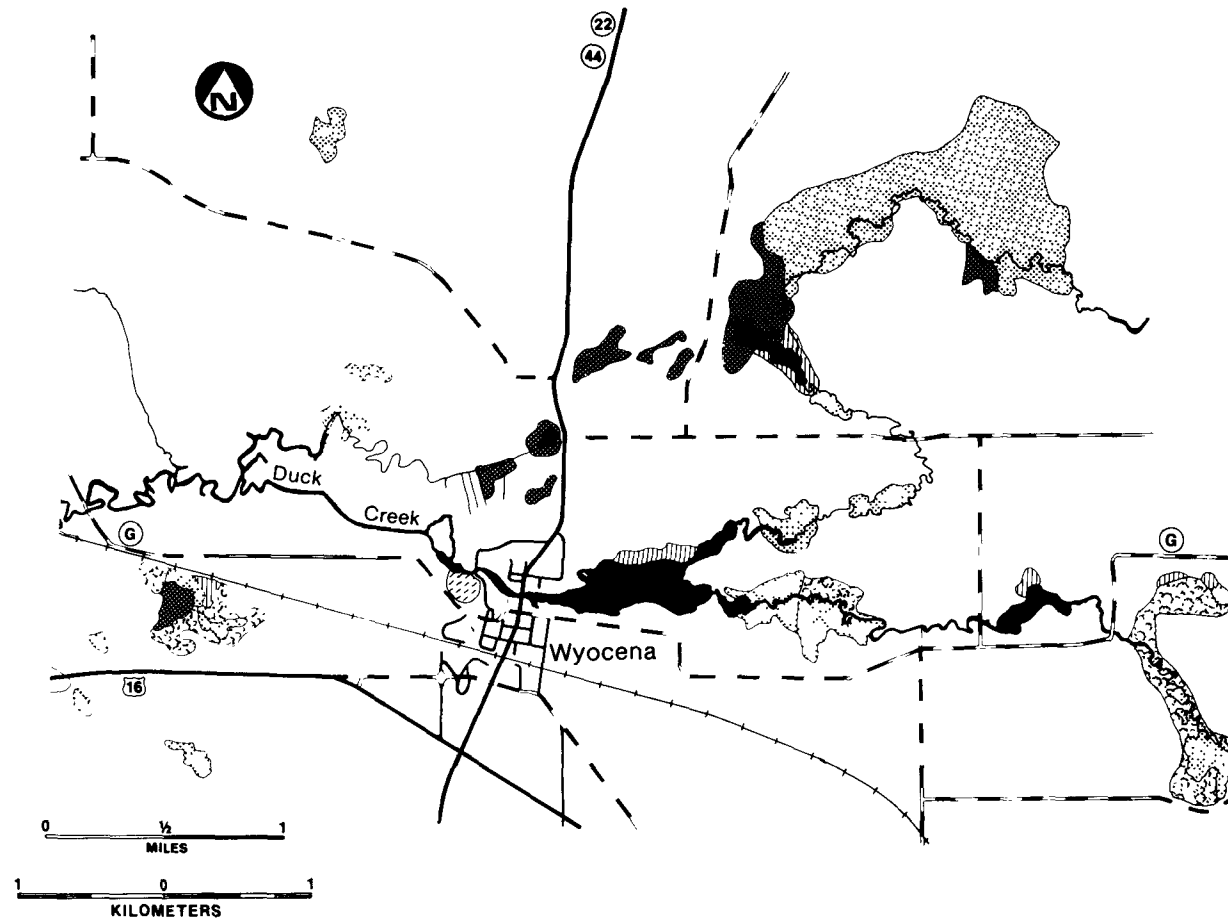 22
44
N
Duck
Creek
G
G
Wyocena
16
0 ½ 1
MILES
1 0 1
KILOMETERS